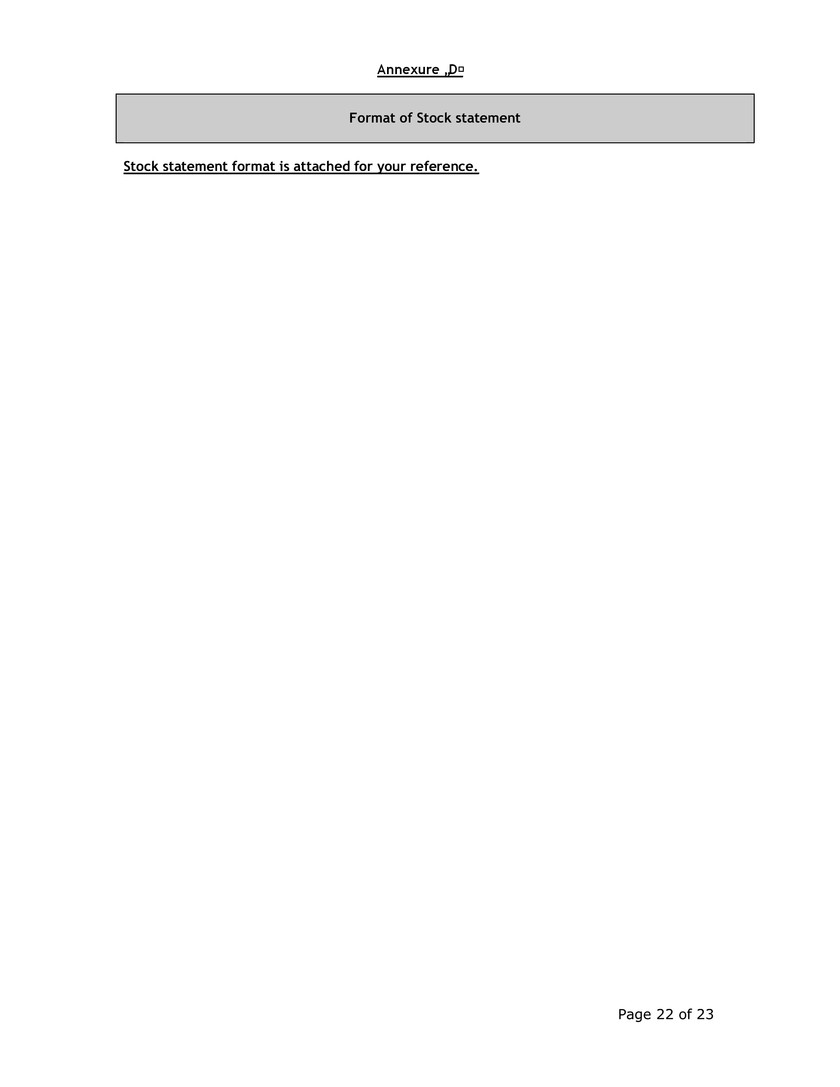 Annexure „D¤
Format of Stock statement
Stock statement format is attached for your reference.
Page 22 of 23